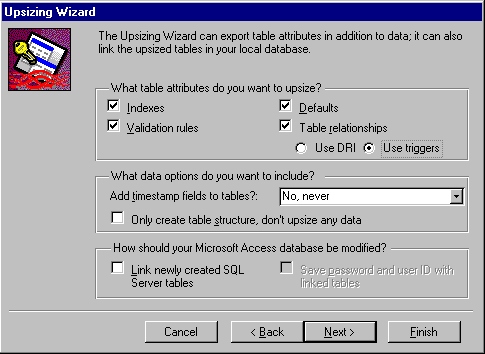 Upsizing Wizard
The Upsizing Wizard can export table attributes in addition to data; it can also
link the upsized tables in your local database.
What table attributes do you want to upsize?
Indexes
Defaults
Validation rules
Table relationships
Use DRI
Use triggers
What data options do you want to include?
Add timestamp fields to tables?:
No, never
Only create table structure, don't upsize any data
How should your Microsoft Access database be modified?
Link newly created SQL
Server tables
Save password and user ID with
linked tables
Cancel
< Back
Next >
Finish